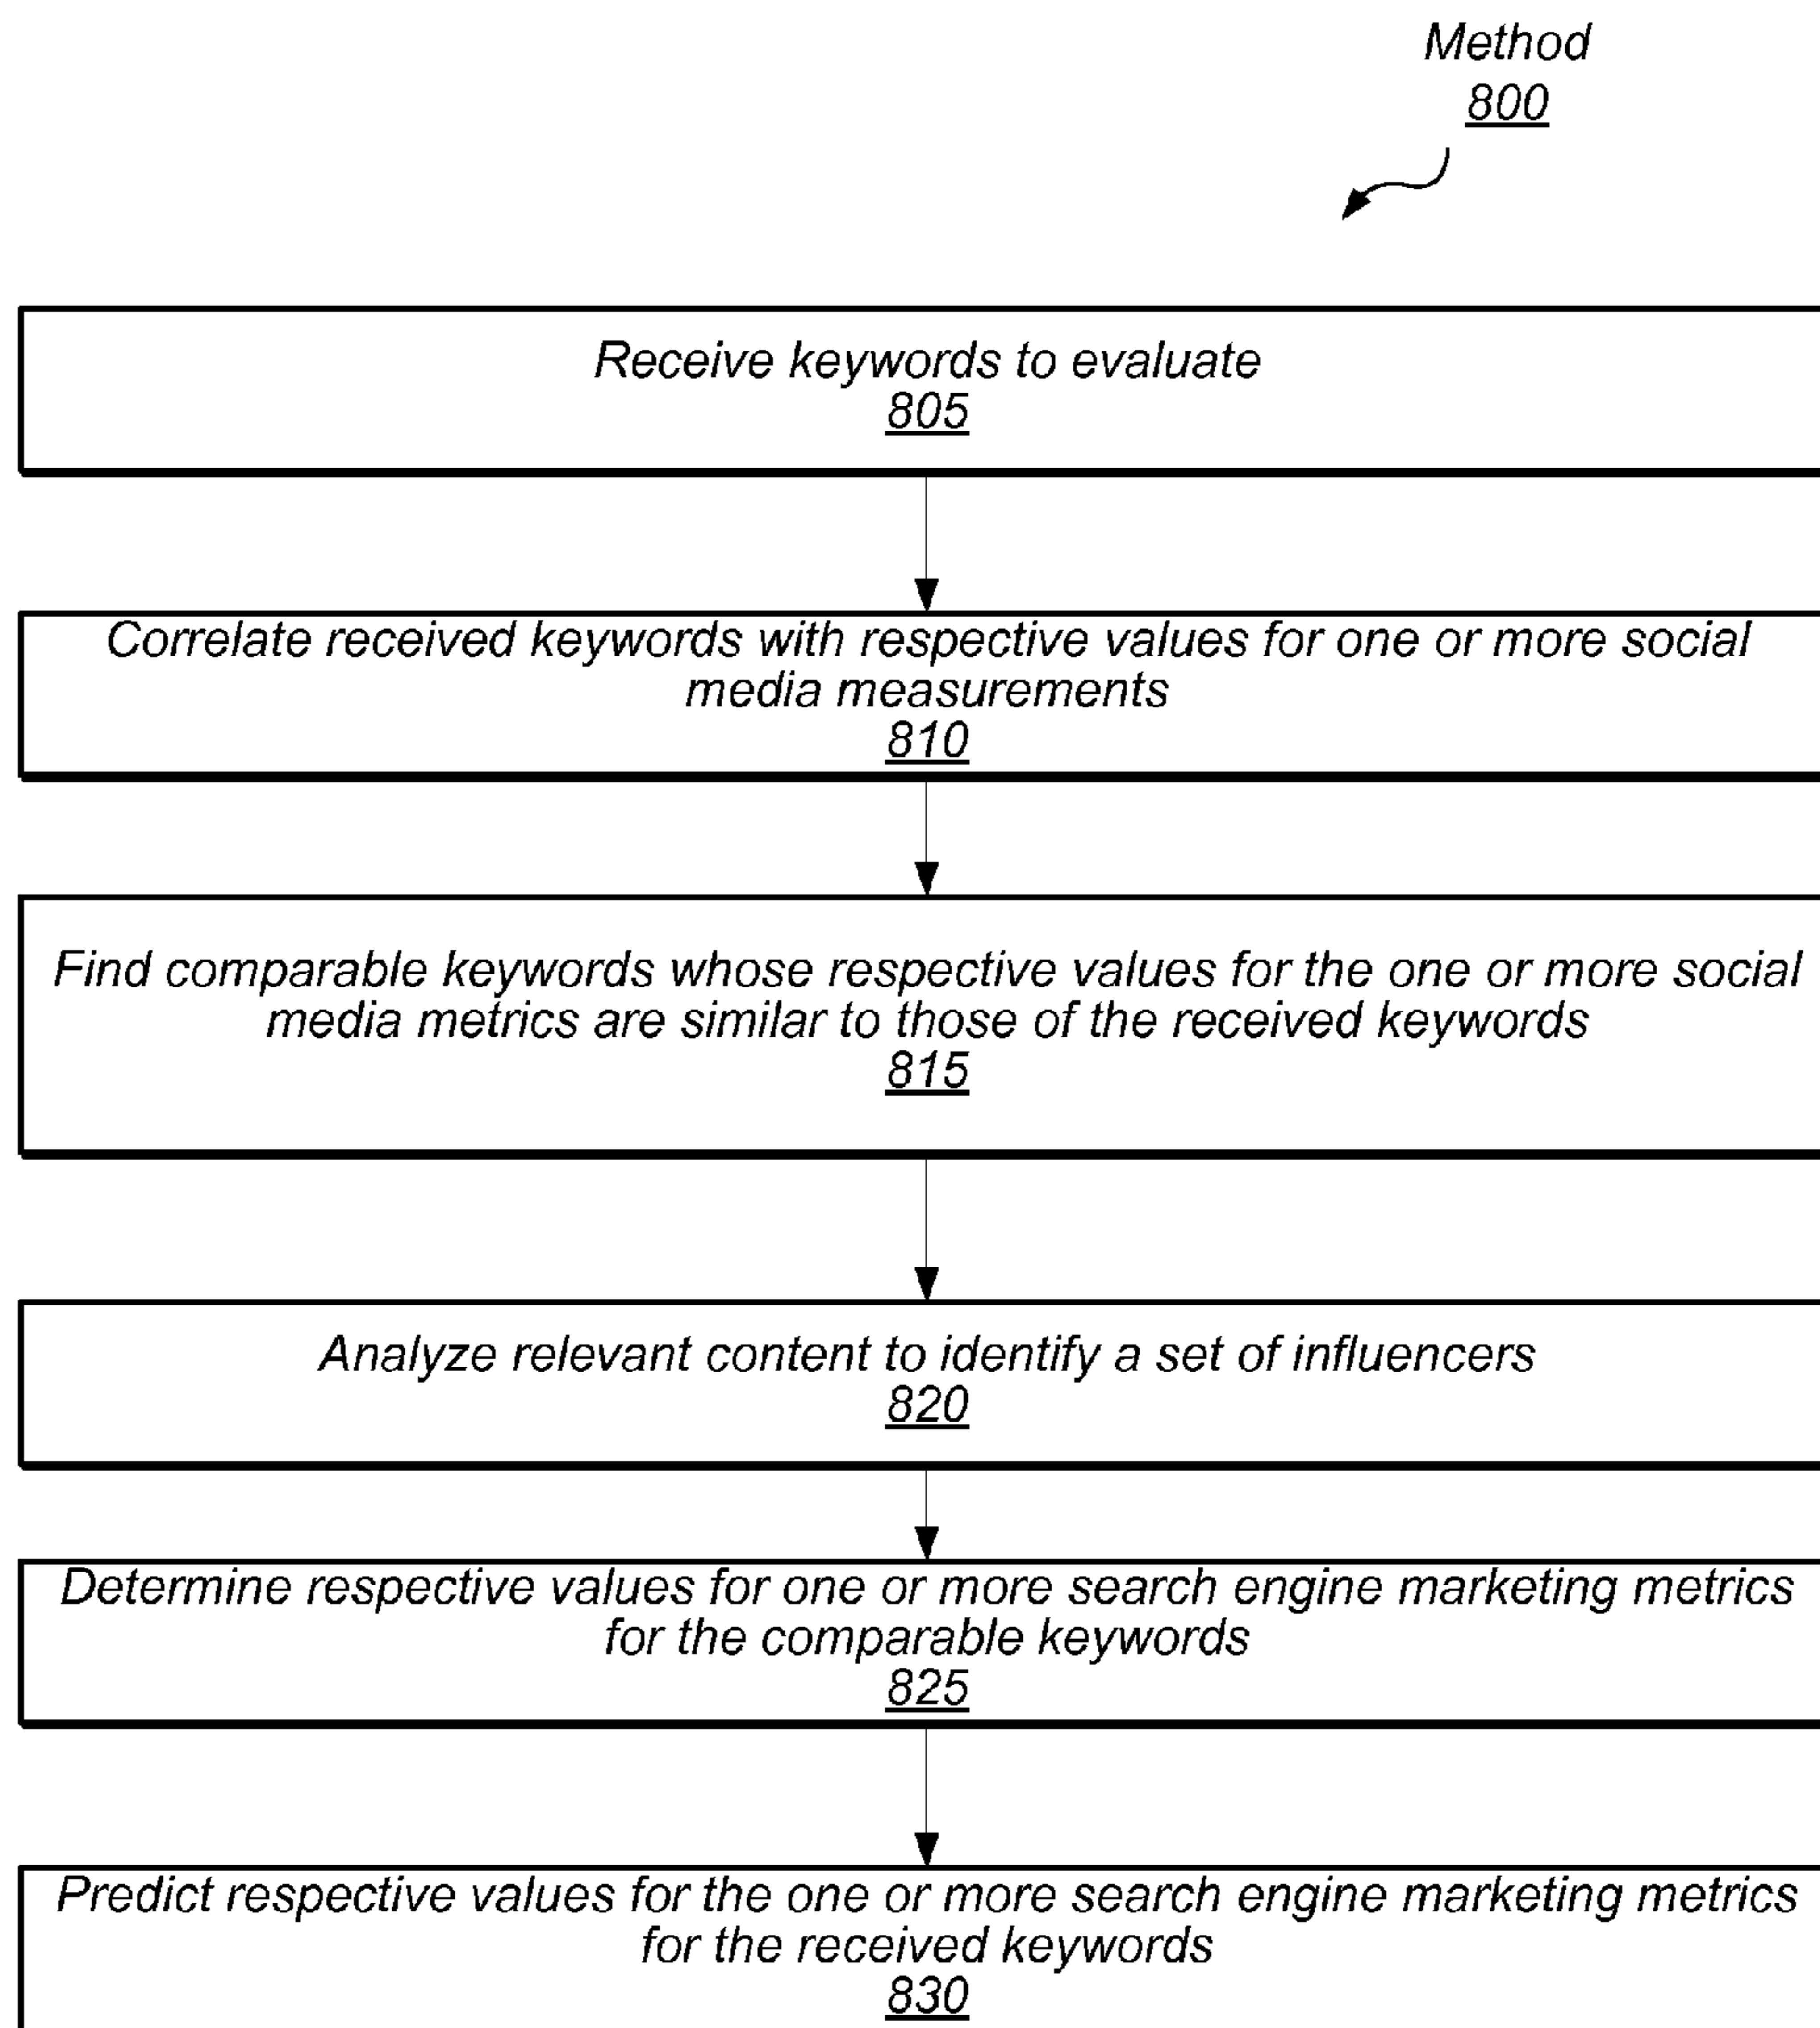 Method
800
Receive keywords to evaluate
805
Correlate received keywords with respective values for one or more social
media measurements
810
Find comparable keywords whose respective values for the one or more social
media metrics are similar to those of the received keywords
815
Analyze relevant content to identify a set of influencers
820
Determine respective values for one or more search engine marketing metrics
for the comparable keywords
825
Predict respective values for the one or more search engine marketing metrics
for the received keywords
830